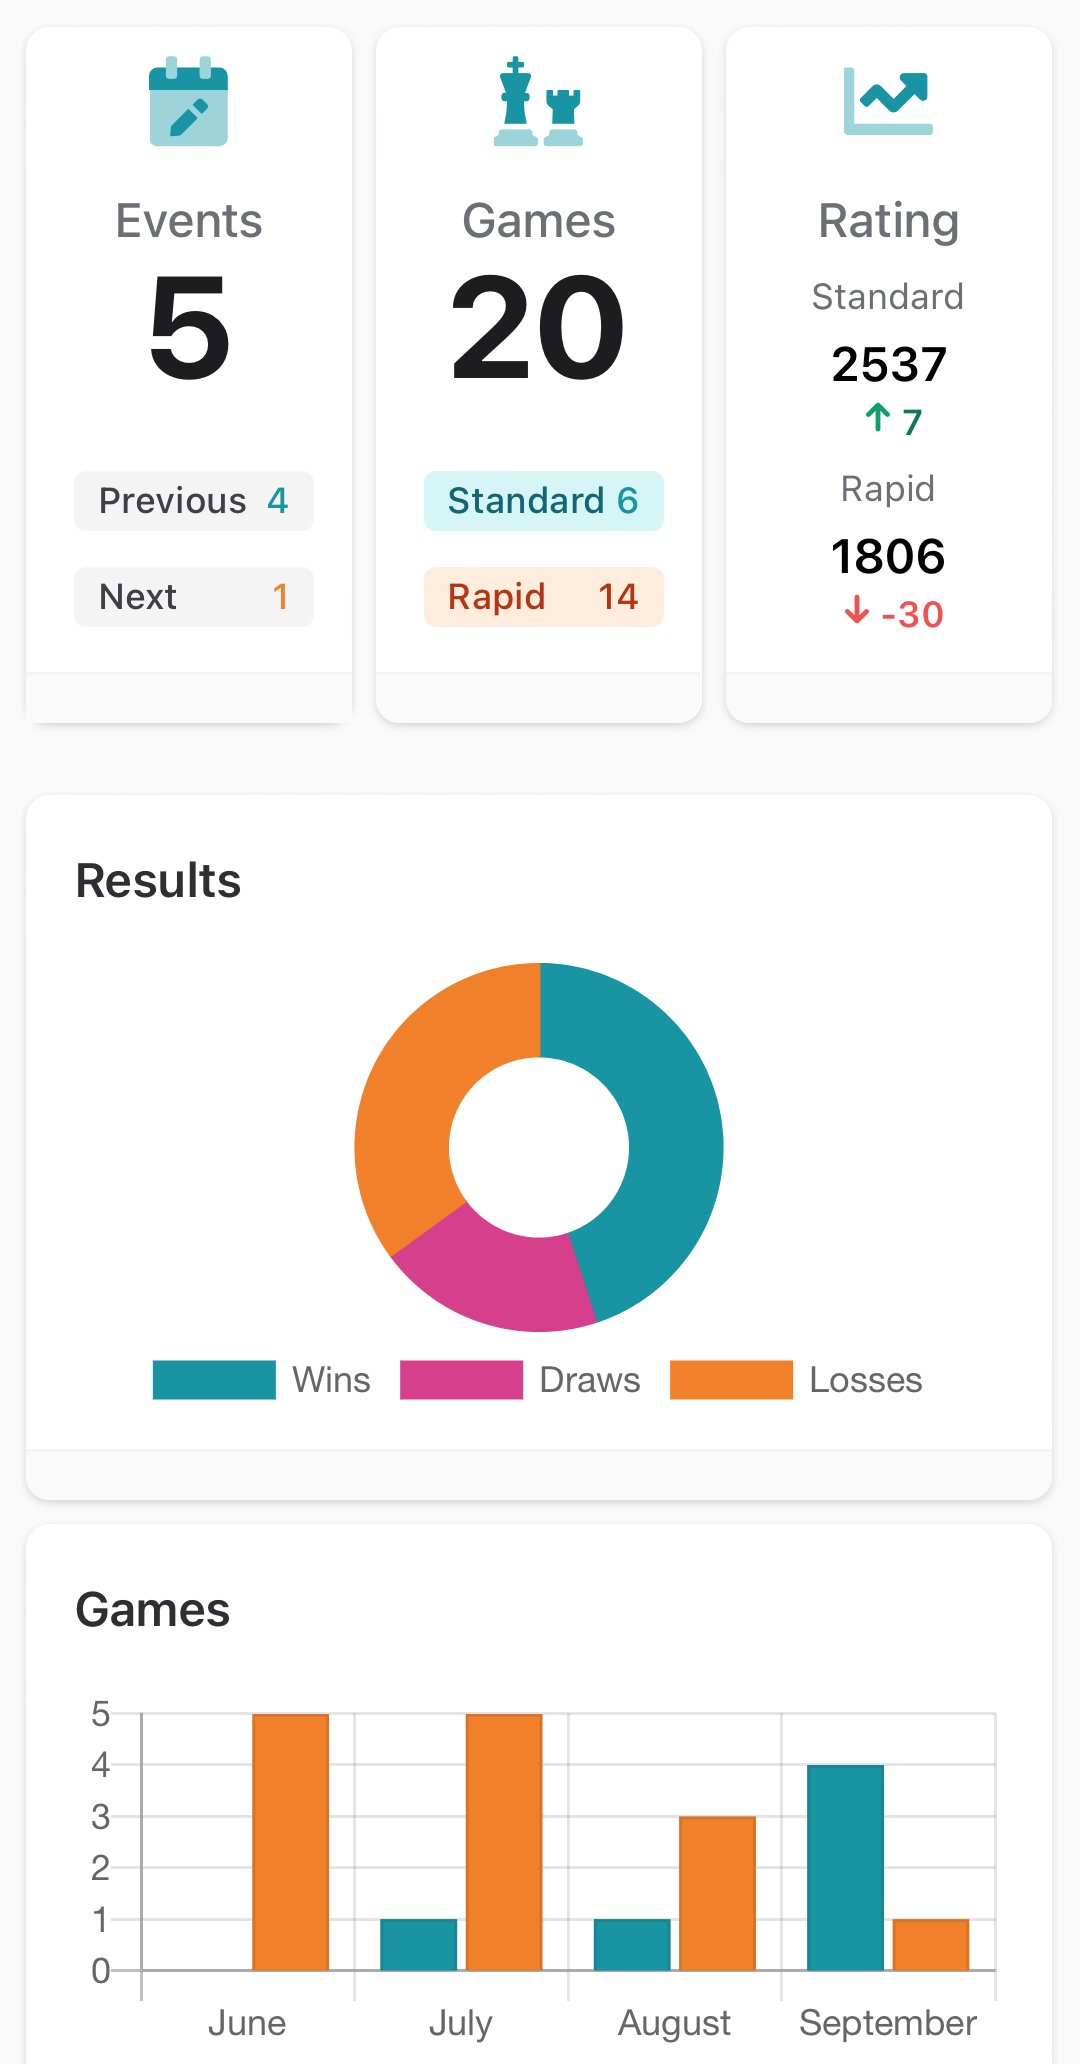 Events
5
Previous 4
Next 1
Games
20
Standard 6
Rapid 14
Rating
Standard
2537
↑ 7
Rapid
1806
↓ -30
Results
Wins Draws Losses
Games
5
4
3
2
1
0
June July August September